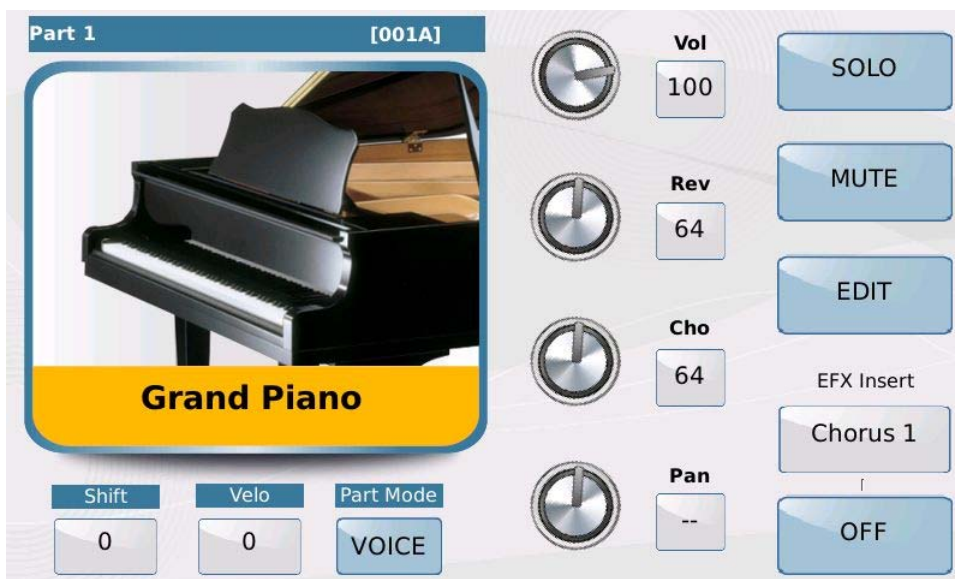 Part 1 [001A]
Grand Piano
Shift
0
Velo
0
Part Mode
VOICE
Vol
100
Rev
64
Cho
64
Pan
--
SOLO
MUTE
EDIT
EFX Insert
Chorus 1
OFF